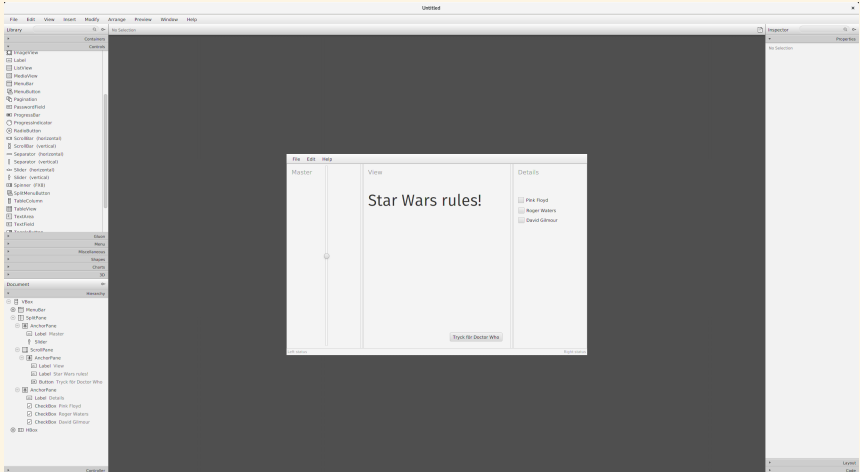 Untitled
File Edit View Insert Modify Arrange Preview Window Help
Library
No Selection
Inspector
Containers
Properties
Controls
No Selection
ImageView
Label
ListView
MediaView
MenuBar
MenuButton
Pagination
PasswordField
ProgressBar
ProgressIndicator
RadioButton
ScrollBar (horizontal)
ScrollBar (vertical)
Separator (horizontal)
Separator (vertical)
Slider (horizontal)
Slider (vertical)
Spinner (FX8)
SplitMenuButton
TableColumn
TableView
TextArea
TextField
Menu
Miscellaneous
Shapes
Charts
3D
Document
Hierarchy
VBox
MenuBar
SplitPane
AnchorPane
Label Master
Slider
ScrollPane
AnchorPane
Label View
Label Star Wars rules!
Button Tryck för Doctor Who
AnchorPane
Label Details
CheckBox Pink Floyd
CheckBox Roger Waters
CheckBox David Gilmour
HBox
Controller
File Edit Help
Master
View
Details
Star Wars rules!
Pink Floyd
Roger Waters
David Gilmour
Tryck för Doctor Who
Left status
Right status
Layout
Code